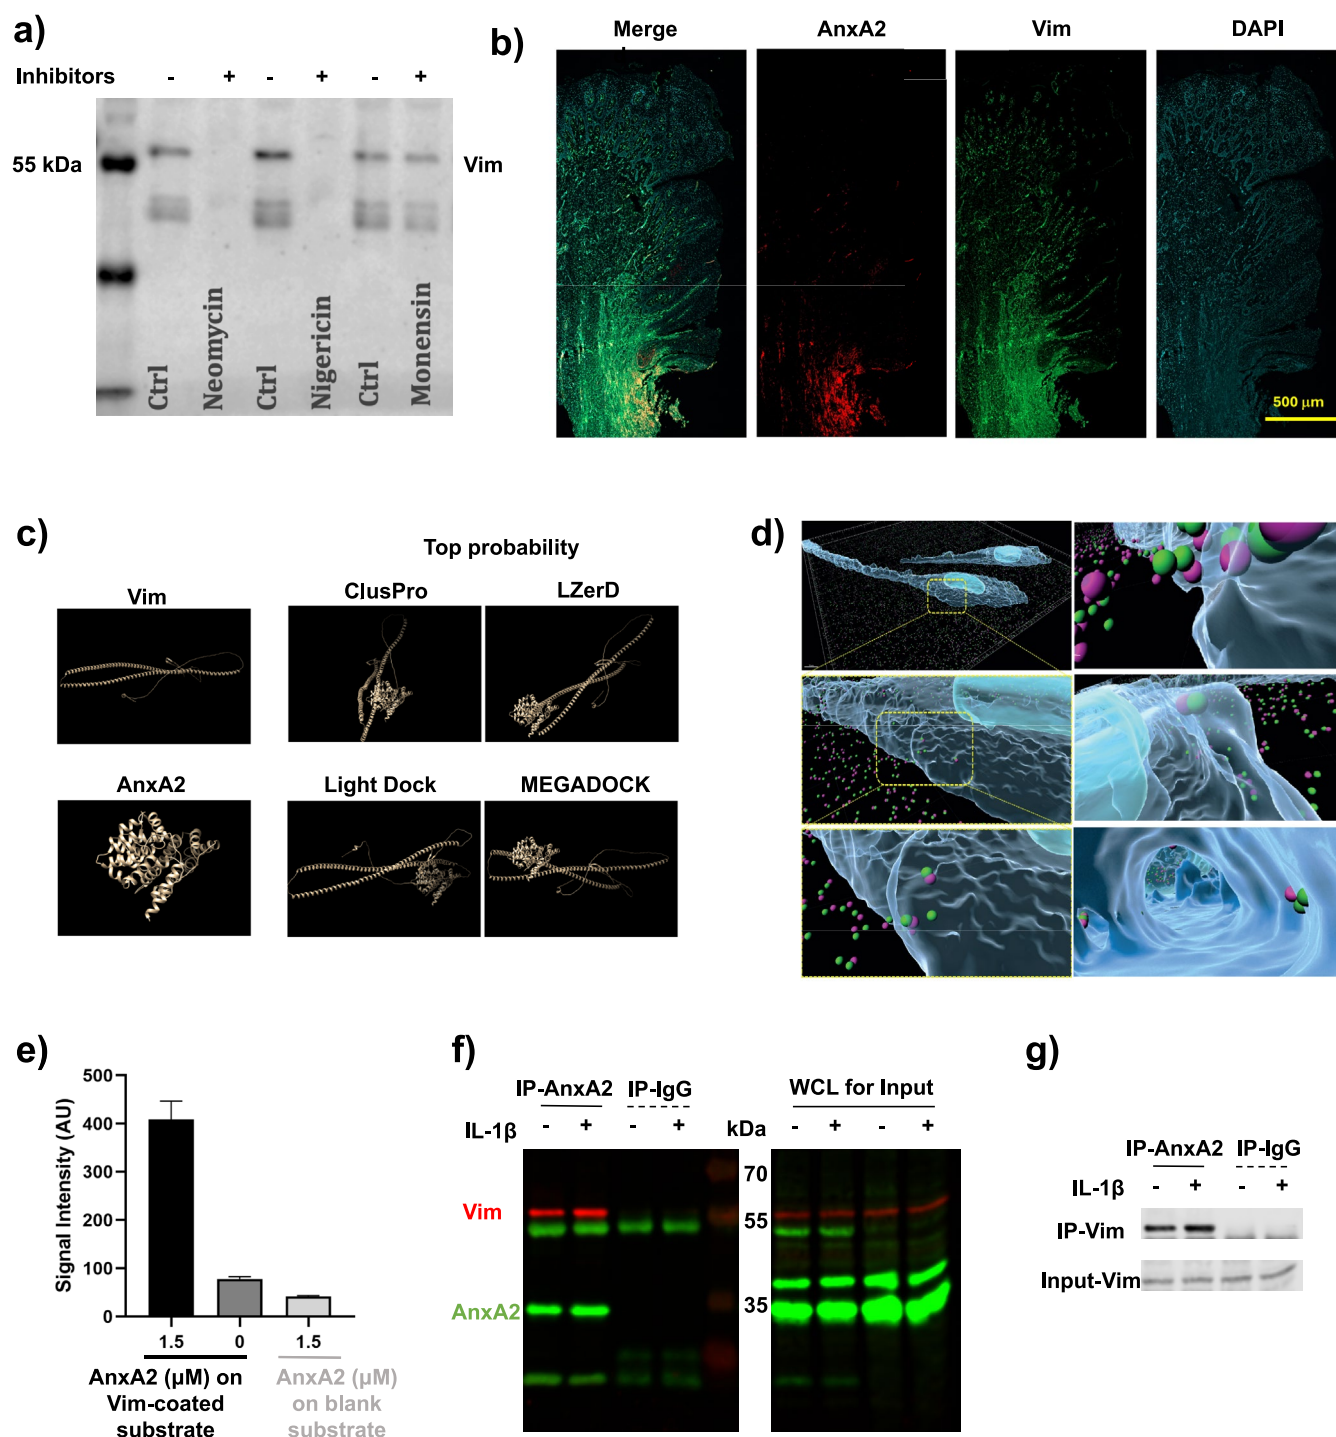 a)
Inhibitors - + - + - +
55 kDa
Vim
Ctrl
Neomycin
Ctrl
Nigericin
Ctrl
Monensin
b)
Merge AnxA2 Vim DAPI
500 µm
c)
Top probability
Vim ClusPro LZerD
AnxA2 Light Dock MEGADOCK
d)
e)
Signal Intensity (AU)
500
400
300
200
100
0
1.5 0 1.5
AnxA2 (µM) on
Vim-coated
substrate
AnxA2 (µM)
on blank
substrate
f)
IP-AnxA2 IP-IgG WCL for Input
IL-1β - + - + kDa - + - +
70
Vim
55
AnxA2
35
g)
IP-AnxA2 IP-IgG
IL-1β - + - +
IP-Vim
Input-Vim